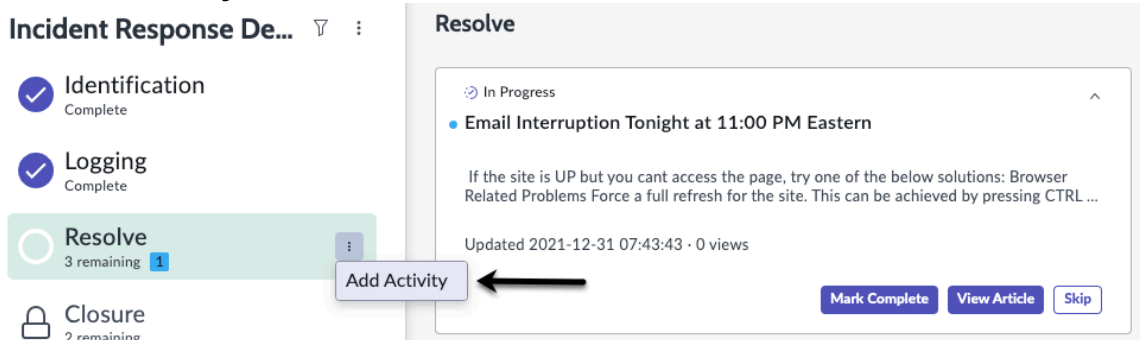 Incident Response De...
Identification
Complete
Logging
Complete
Resolve
3 remaining 1
Add Activity
Closure
2 remaining
Resolve
In Progress
Email Interruption Tonight at 11:00 PM Eastern
If the site is UP but you cant access the page, try one of the below solutions: Browser
Related Problems Force a full refresh for the site. This can be achieved by pressing CTRL ...
Updated 2021-12-31 07:43:43 · 0 views
Mark Complete View Article Skip